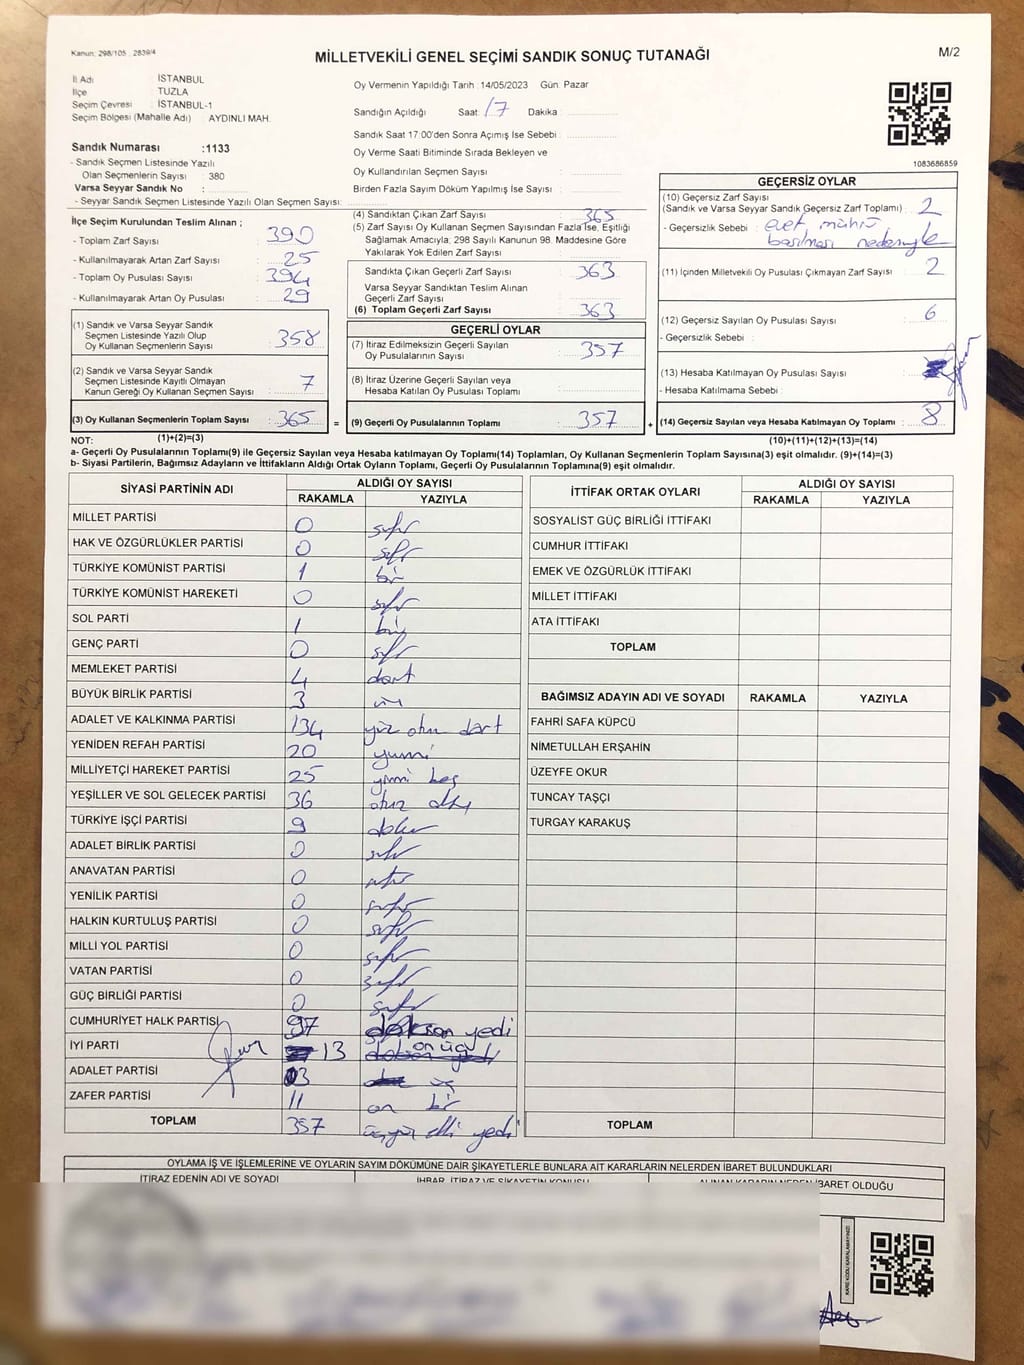 Kanun; 298/105 , 2839/4
MİLLETVEKİLİ GENEL SEÇİMİ SANDIK SONUÇ TUTANAĞI
M/2
İl Adı : İSTANBUL
İlçe : TUZLA
Seçim Çevresi : İSTANBUL-1
Seçim Bölgesi (Mahalle Adı) : AYDINLI MAH.
Sandık Numarası :1133
- Sandık Seçmen Listesinde Yazılı
Olan Seçmenlerin Sayısı : 380
Varsa Seyyar Sandık No :
- Seyyar Sandık Seçmen Listesinde Yazılı Olan Seçmen Sayısı:
Oy Vermenin Yapıldığı Tarih : 14/05/2023 Gün: Pazar
Sandığın Açıldığı Saat: 17 Dakika :
Sandık Saat 17:00'den Sonra Açımış İse Sebebi :
Oy Verme Saati Bitiminde Sırada Bekleyen ve
Oy Kullandırılan Seçmen Sayısı :
Birden Fazla Sayım Döküm Yapılmış İse Sayısı :
1083686859
İlçe Seçim Kurulundan Teslim Alınan ;
- Toplam Zarf Sayısı : 390
- Kullanılmayarak Artan Zarf Sayısı : 25
- Toplam Oy Pusulası Sayısı : 394
- Kullanılmayarak Artan Oy Pusulası : 29
(1) Sandık ve Varsa Seyyar Sandık
Seçmen Listesinde Yazılı Olup
Oy Kullanan Seçmenlerin Sayısı : 358
(2) Sandık ve Varsa Seyyar Sandık
Seçmen Listesinde Kayıtlı Olmayan
Kanun Gereği Oy Kullanan Seçmen Sayısı : 7
(3) Oy Kullanan Seçmenlerin Toplam Sayısı : 365 =
(4) Sandıktan Çıkan Zarf Sayısı : 365
(5) Zarf Sayısı Oy Kullanan Seçmen Sayısından Fazla İse, Eşitliği
Sağlamak Amacıyla; 298 Sayılı Kanunun 98. Maddesine Göre
Yakılarak Yok Edilen Zarf Sayısı :
Sandıkta Çıkan Geçerli Zarf Sayısı : 363
Varsa Seyyar Sandıktan Teslim Alınan
Geçerli Zarf Sayısı :
(6) Toplam Geçerli Zarf Sayısı : 363
GEÇERLİ OYLAR
(7) İtiraz Edilmeksizin Geçerli Sayılan
Oy Pusulalarının Sayısı : 357
(8) İtiraz Üzerine Geçerli Sayılan veya
Hesaba Katılan Oy Pusulaları Toplamı :
(9) Geçerli Oy Pusulalarının Toplamı : 357 +
GEÇERSİZ OYLAR
(10) Geçersiz Zarf Sayısı
(Sandık ve Varsa Seyyar Sandık Geçersiz Zarf Toplamı) : 2
- Geçersizlik Sebebi : evet mührü
basılması nedeniyle
(11) İçinden Milletvekili Oy Pusulası Çıkmayan Zarf Sayısı : 2
(12) Geçersiz Sayılan Oy Pusulası Sayısı : 6
- Geçersizlik Sebebi :
(13) Hesaba Katılmayan Oy Pusulası Sayısı :
- Hesaba Katılmama Sebebi :
(14) Geçersiz Sayılan veya Hesaba Katılmayan Oy Toplamı : 8
NOT: (1)+(2)=(3)
(10)+(11)+(12)+(13)=(14)
a- Geçerli Oy Pusulalarının Toplamı(9) ile Geçersiz Sayılan veya Hesaba katılmayan Oy Toplamı(14) Toplamları, Oy Kullanan Seçmenlerin Toplam Sayısına(3) eşit olmalıdır. (9)+(14)=(3)
b- Siyasi Partilerin, Bağımsız Adayların ve İttifakların Aldığı Ortak Oyların Toplamı, Geçerli Oy Pusulalarının Toplamına(9) eşit olmalıdır.
SİYASİ PARTİNİN ADI
ALDIĞI OY SAYISI
RAKAMLA YAZIYLA
MİLLET PARTİSİ 0 sıfır
HAK VE ÖZGÜRLÜKLER PARTİSİ 0 sıfır
TÜRKİYE KOMÜNİST PARTİSİ 1 bir
TÜRKİYE KOMÜNİST HAREKETİ 0 sıfır
SOL PARTİ 1 bir
GENÇ PARTİ 0 sıfır
MEMLEKET PARTİSİ 4 dört
BÜYÜK BİRLİK PARTİSİ 3 üç
ADALET VE KALKINMA PARTİSİ 134 yüz otuz dört
YENİDEN REFAH PARTİSİ 20 yirmi
MİLLİYETÇİ HAREKET PARTİSİ 25 yirmi beş
YEŞİLLER VE SOL GELECEK PARTİSİ 36 otuz altı
TÜRKİYE İŞÇİ PARTİSİ 9 dokuz
ADALET BİRLİK PARTİSİ 0 sıfır
ANAVATAN PARTİSİ 0 sıfır
YENİLİK PARTİSİ 0 sıfır
HALKIN KURTULUŞ PARTİSİ 0 sıfır
MİLLİ YOL PARTİSİ 0 sıfır
VATAN PARTİSİ 0 sıfır
GÜÇ BİRLİĞİ PARTİSİ 0 sıfır
CUMHURİYET HALK PARTİSİ 97 doksan yedi
İYİ PARTİ 13 on üç
ADALET PARTİSİ 3 üç
ZAFER PARTİSİ 11 on bir
TOPLAM 357 üçyüz elli yedi
İTTİFAK ORTAK OYLARI
ALDIĞI OY SAYISI
RAKAMLA YAZIYLA
SOSYALİST GÜÇ BİRLİĞİ İTTİFAKI
CUMHUR İTTİFAKI
EMEK VE ÖZGÜRLÜK İTTİFAKI
MİLLET İTTİFAKI
ATA İTTİFAKI
TOPLAM
BAĞIMSIZ ADAYIN ADI VE SOYADI RAKAMLA YAZIYLA
FAHRİ SAFA KÜPCÜ
NİMETULLAH ERŞAHİN
ÜZEYFE OKUR
TUNCAY TAŞÇI
TURGAY KARAKUŞ
TOPLAM
OYLAMA İŞ VE İŞLEMLERİNE VE OYLARIN SAYIM DÖKÜMÜNE DAİR ŞİKAYETLERLE BUNLARA AİT KARARLARIN NELERDEN İBARET BULUNDUKLARI
İTİRAZ EDENİN ADI VE SOYADI
İHBAR, İTİRAZ VE ŞİKAYETİN KONUSU
ALINAN KARARIN NEDEN İBARET OLDUĞU
KARE KODU KARALAMAYINIZ!